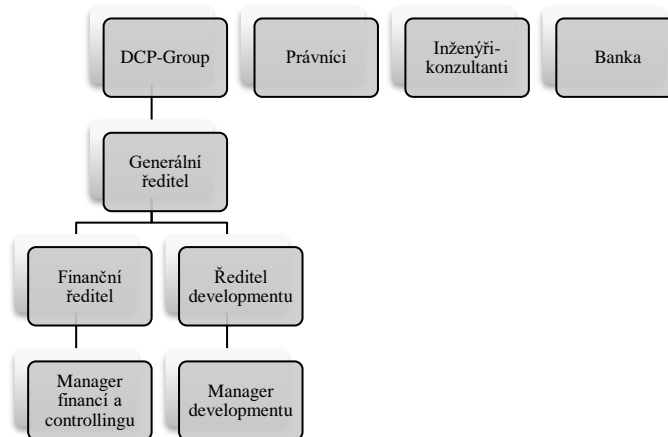 DCP-Group
Právníci
Inženýři-
konzultanti
Banka
Generální
ředitel
Finanční
ředitel
Ředitel
developmentu
Manager
financí a
controllingu
Manager
developmentu